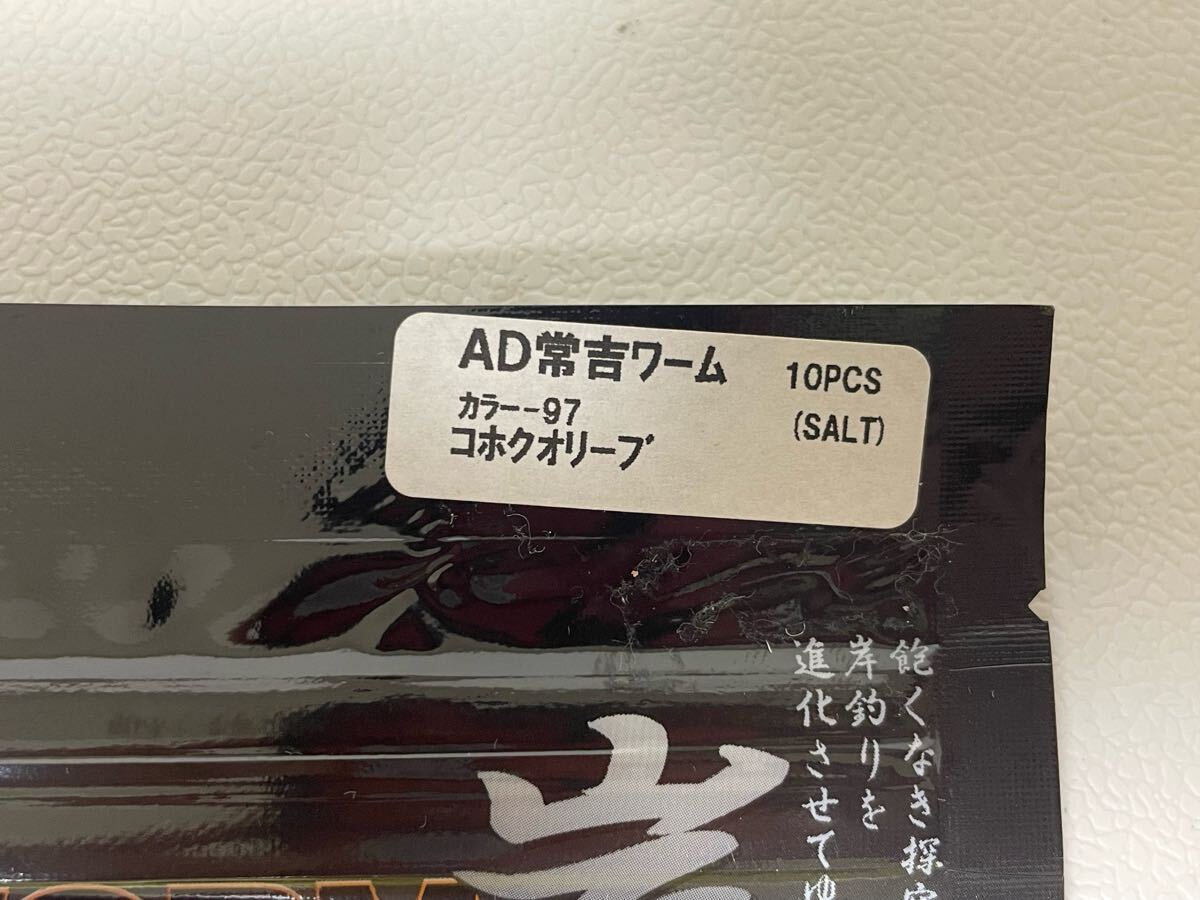 AD常吉ワーム 10PCS
カラー-97 (SALT)
コホクオリーブ
飽くなき探
岸釣りを
進化させてゆ